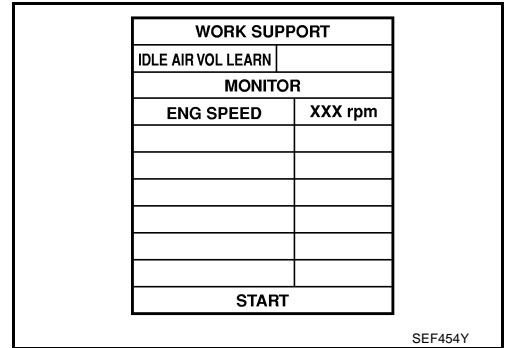 WORK SUPPORT
IDLE AIR VOL LEARN
MONITOR
ENG SPEED XXX rpm
START
SEF454Y